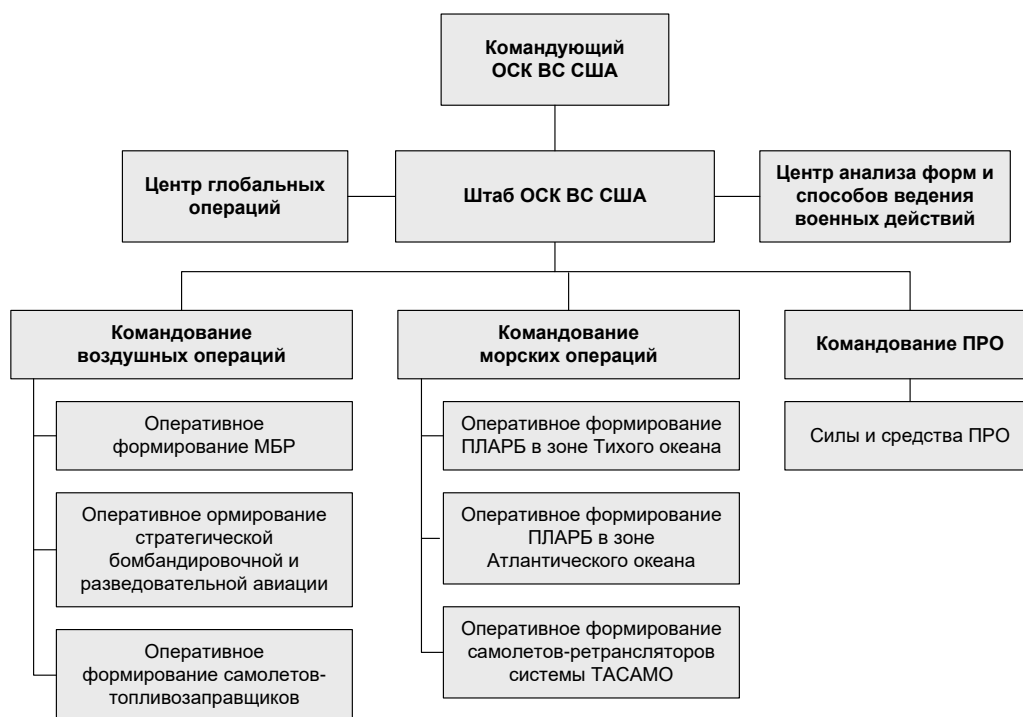 Командующий
ОСК ВС США
Центр глобальных
операций
Штаб ОСК ВС США
Центр анализа форм и
способов ведения
военных действий
Командование
воздушных операций
Командование
морских операций
Командование ПРО
Оперативное
формирование МБР
Оперативное ормирование
стратегической
бомбандировочной и
разведовательной авиации
Оперативное
формирование самолетов-
топливозаправщиков
Оперативное формирование
ПЛАРБ в зоне Тихого океана
Оперативное формирование
ПЛАРБ в зоне
Атлантического океана
Оперативное формирование
самолетов-ретрансляторов
системы ТАСАМО
Силы и средства ПРО